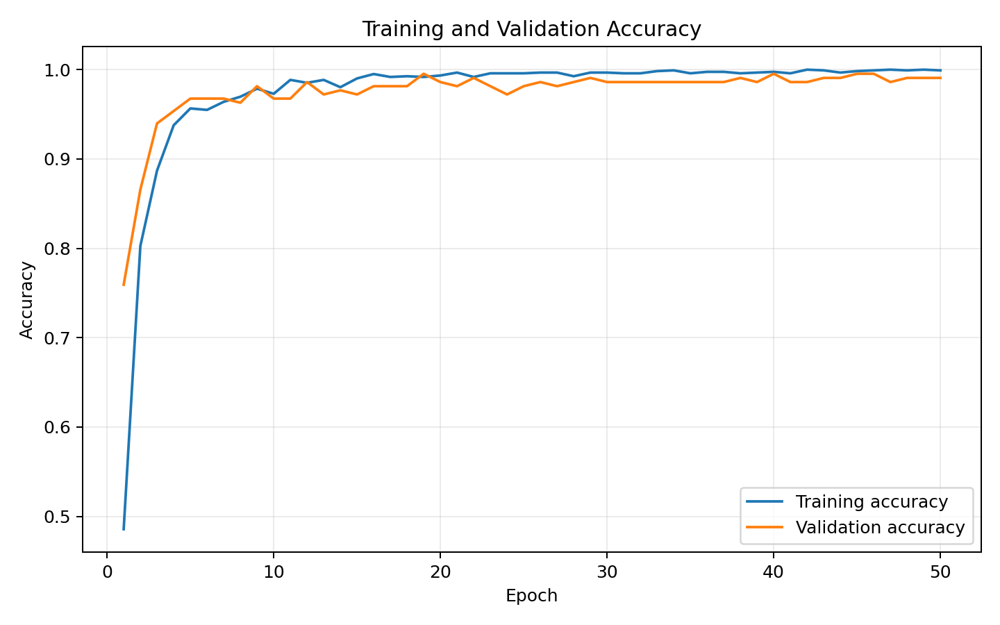 Training and Validation Accuracy
1.0
0.9
0.8
0.7
0.6
0.5
Accuracy
0 10 20 30 40 50
Epoch
Training accuracy
Validation accuracy